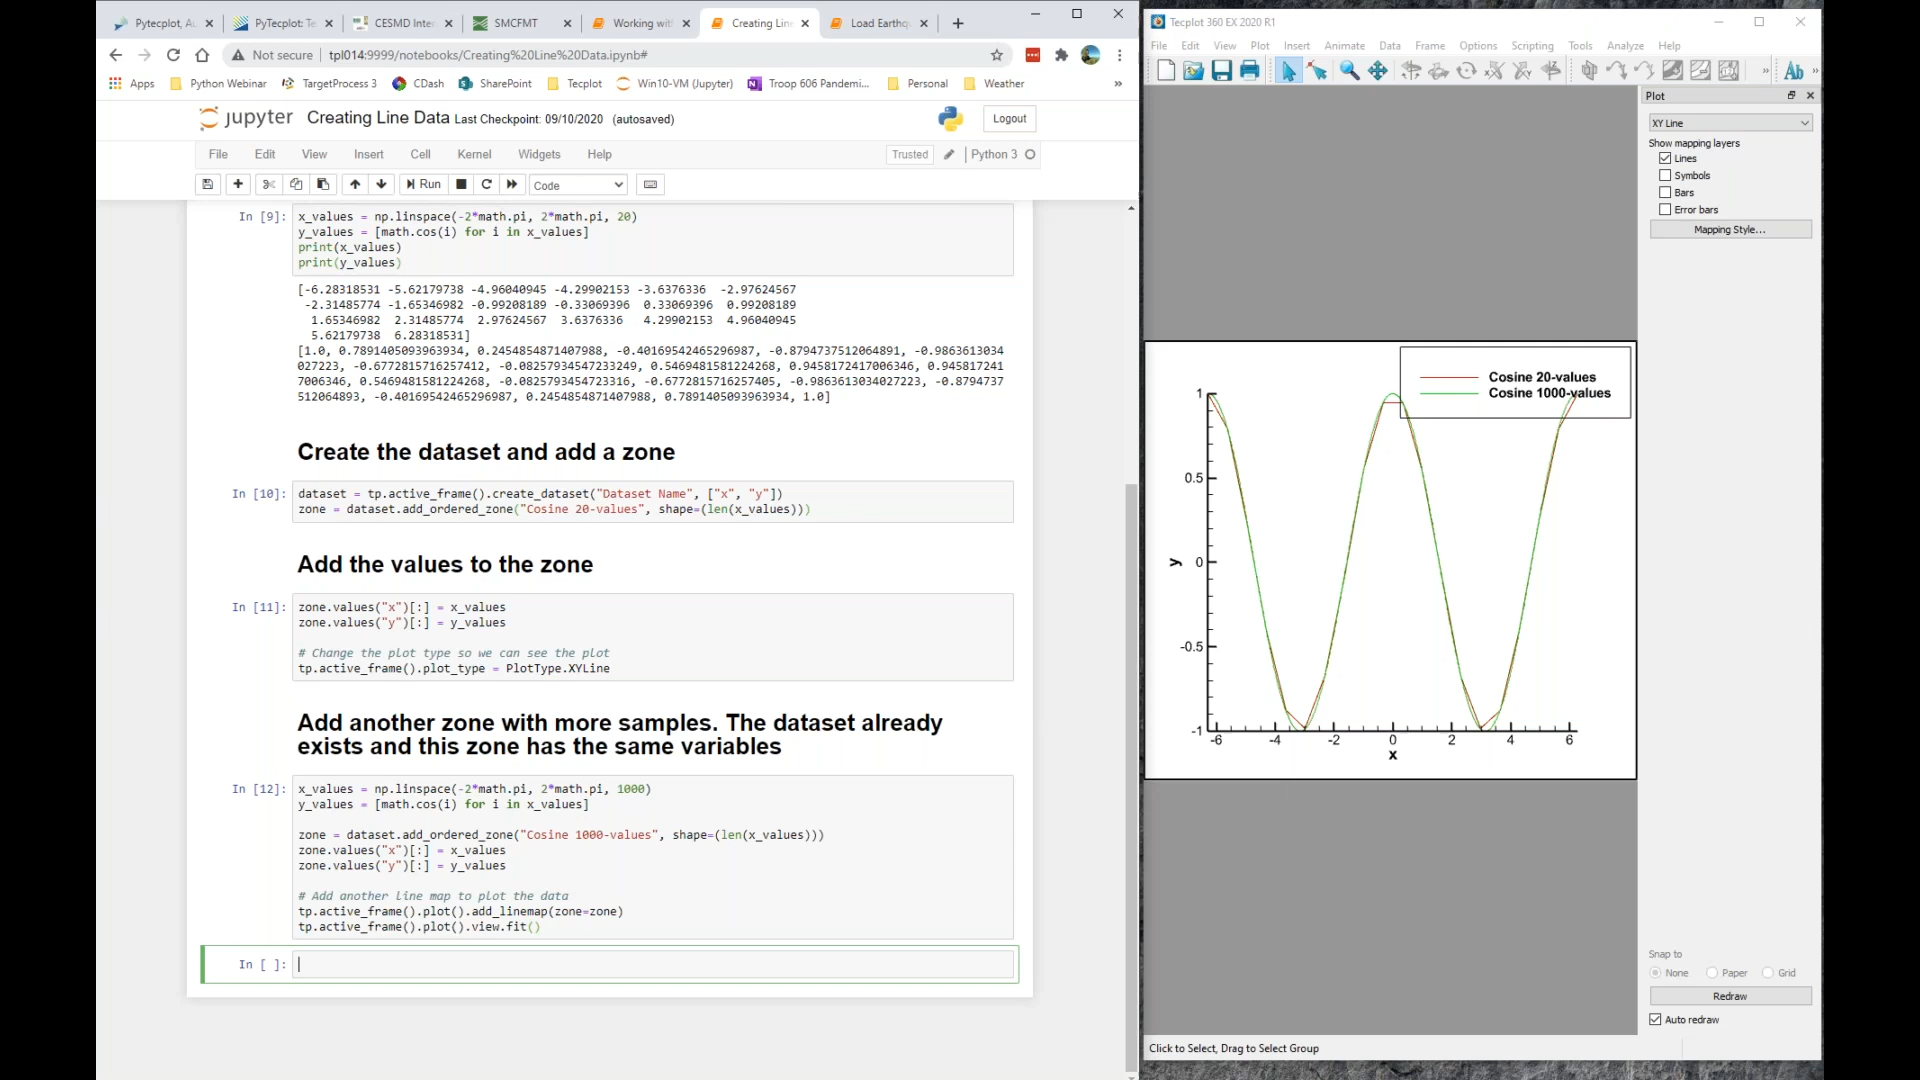 Pytecplot, Au
PyTecplot: Te
CESMD Inte
SMCFMT
Working wit
Creating Line
Load Earthqu
Not secure | tpl014:9999/notebooks/Creating%20Line%20Data.ipynb#
Apps Python Webinar TargetProcess 3 CDash SharePoint Tecplot Win10-VM (Jupyter) Troop 606 Pandemi... Personal Weather »
jupyter Creating Line Data Last Checkpoint: 09/10/2020 (autosaved) Logout
File Edit View Insert Cell Kernel Widgets Help Trusted Python 3
Run Code
In [9]: x_values = np.linspace(-2*math.pi, 2*math.pi, 20)
y_values = [math.cos(i) for i in x_values]
print(x_values)
print(y_values)
[-6.28318531 -5.62179738 -4.96040945 -4.29902153 -3.6376336 -2.97624567
-2.31485774 -1.65346982 -0.99208189 -0.33069396 0.33069396 0.99208189
1.65346982 2.31485774 2.97624567 3.6376336 4.29902153 4.96040945
5.62179738 6.28318531]
[1.0, 0.7891405093963934, 0.2454854871407988, -0.40169542465296987, -0.8794737512064891, -0.9863613034
027223, -0.6772815716257412, -0.08257934547233249, 0.5469481581224268, 0.9458172417006346, 0.945817241
7006346, 0.5469481581224268, -0.08257934547233316, -0.6772815716257405, -0.9863613034027223, -0.8794737
512064893, -0.40169542465296987, 0.2454854871407988, 0.7891405093963934, 1.0]
Create the dataset and add a zone
In [10]: dataset = tp.active_frame().create_dataset("Dataset Name", ["x", "y"])
zone = dataset.add_ordered_zone("Cosine 20-values", shape=(len(x_values)))
Add the values to the zone
In [11]: zone.values("x")[:] = x_values
zone.values("y")[:] = y_values
# Change the plot type so we can see the plot
tp.active_frame().plot_type = PlotType.XYLine
Add another zone with more samples. The dataset already
exists and this zone has the same variables
In [12]: x_values = np.linspace(-2*math.pi, 2*math.pi, 1000)
y_values = [math.cos(i) for i in x_values]
zone = dataset.add_ordered_zone("Cosine 1000-values", shape=(len(x_values)))
zone.values("x")[:] = x_values
zone.values("y")[:] = y_values
# Add another line map to plot the data
tp.active_frame().plot().add_linemap(zone=zone)
tp.active_frame().plot().view.fit()
In [ ]:
Tecplot 360 EX 2020 R1
File Edit View Plot Insert Animate Data Frame Options Scripting Tools Analyze Help
» Ab »
Plot
XY Line
Show mapping layers
Lines
Symbols
Bars
Error bars
Mapping Style...
Cosine 20-values
Cosine 1000-values
1
0.5
y 0
-0.5
-1
-6 -4 -2 0 2 4 6
x
Snap to
None Paper Grid
Redraw
Auto redraw
Click to Select, Drag to Select Group